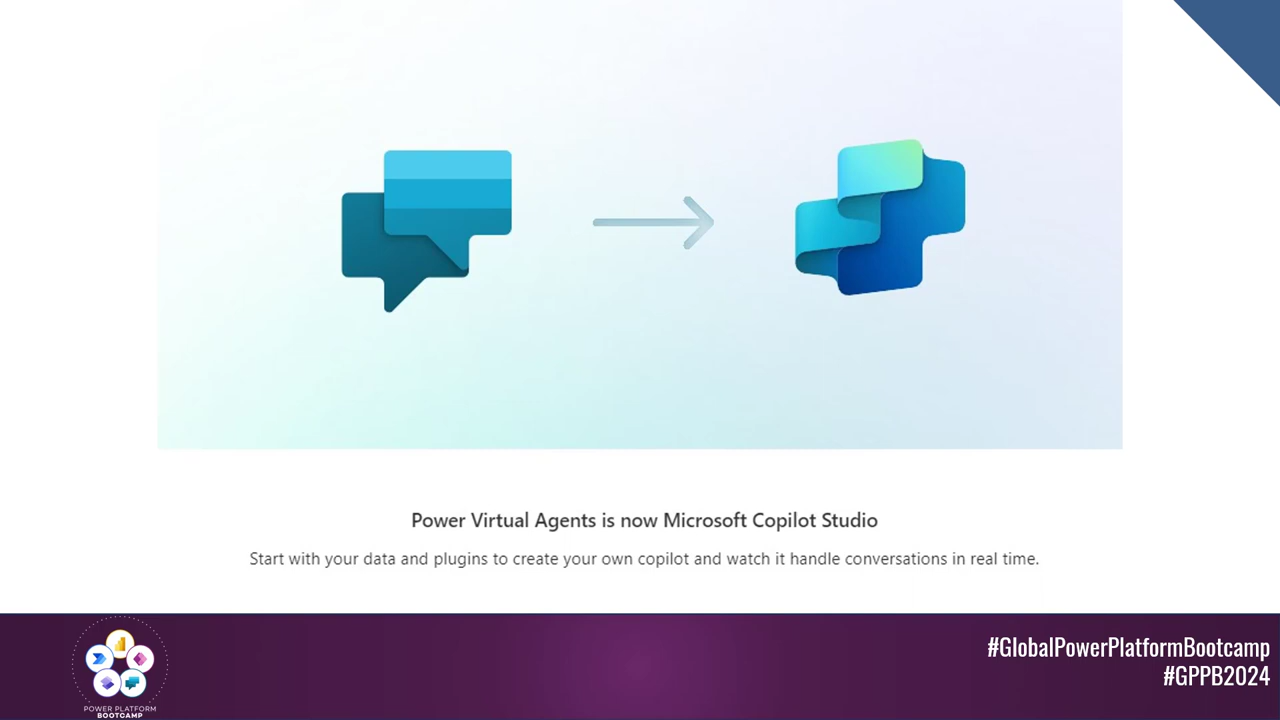 Power Virtual Agents is now Microsoft Copilot Studio
Start with your data and plugins to create your own copilot and watch it handle conversations in real time.
POWER PLATFORM
BOOTCAMP
#GlobalPowerPlatformBootcamp
#GPPB2024